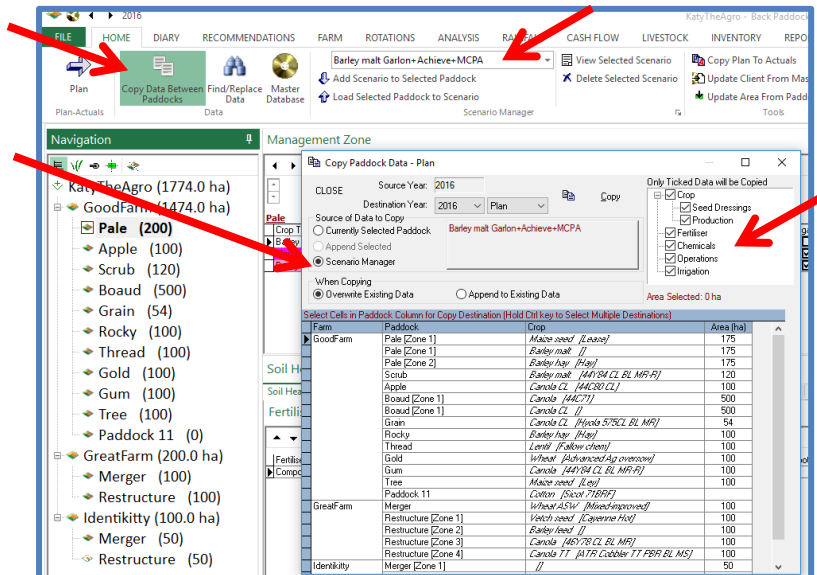 2016
KatyTheAgro - Back Paddock
FILE HOME DIARY RECOMMENDATIONS FARM ROTATIONS ANALYSIS CASH FLOW LIVESTOCK INVENTORY
Plan
Plan-Actuals
Copy Data Between Paddocks
Find/Replace Data
Master Database
Data
Barley malt Garlon+Achieve+MCPA
Add Scenario to Selected Paddock
Load Selected Paddock to Scenario
View Selected Scenario
Delete Selected Scenario
Scenario Manager
Copy Plan To Actuals
Update Client From Mas
Update Area From Padd
Tools
Navigation
KatyTheAgro (1774.0 ha)
GoodFarm (1474.0 ha)
Pale (200)
Apple (100)
Scrub (120)
Boaud (500)
Grain (54)
Rocky (100)
Thread (100)
Gold (100)
Gum (100)
Tree (100)
Paddock 11 (0)
GreatFarm (200.0 ha)
Merger (100)
Restructure (100)
Identikitty (100.0 ha)
Merger (50)
Restructure (50)
Management Zone
Pale
Crop T
Barley
Soil He
Soil Hea
Fertilis
Fertilise
Compo
Copy Paddock Data - Plan
CLOSE
Source Year: 2016
Destination Year: 2016 Plan
Copy
Source of Data to Copy
Currently Selected Paddock
Append Selected
Scenario Manager
Barley malt Garlon+Achieve+MCPA
When Copying
Overwrite Existing Data
Append to Existing Data
Only Ticked Data will be Copied
Crop
Seed Dressings
Production
Fertiliser
Chemicals
Operations
Irrigation
Area Selected: 0 ha
Select Cells in Paddock Column for Copy Destination (Hold Ctrl key to Select Multiple Destinations)
Farm Paddock Crop Area (ha)
GoodFarm Pale [Zone 1] Maize seed [Lease] 175
Pale [Zone 1] Barley malt [] 175
Pale [Zone 2] Barley hay [Hay] 175
Scrub Barley malt [44Y84 CL BL MR-R] 120
Apple Canola CL [44C80 CL] 100
Boaud [Zone 1] Canola [44C71] 500
Boaud [Zone 1] Canola CL [] 500
Grain Canola CL [Hyola 575CL BL MR] 54
Rocky Barley hay [Hay] 100
Thread Lentil [Fallow chem] 100
Gold Wheat [Advanced Ag oversow] 100
Gum Canola [44Y84 CL BL MR-R] 100
Tree Maize seed [Ley] 100
Paddock 11 Cotton [Sicot 71BRF]
GreatFarm Merger Wheat ASW [Mixed-improved] 100
Restructure [Zone 1] Vetch seed [Cayenne Hot] 100
Restructure [Zone 2] Barley feed [] 100
Restructure [Zone 3] Canola [46Y78 CL BL MR] 100
Restructure [Zone 4] Canola TT [ATR Cobbler TT PBR BL MS] 100
Identikitty Merger [Zone 1] [] 50